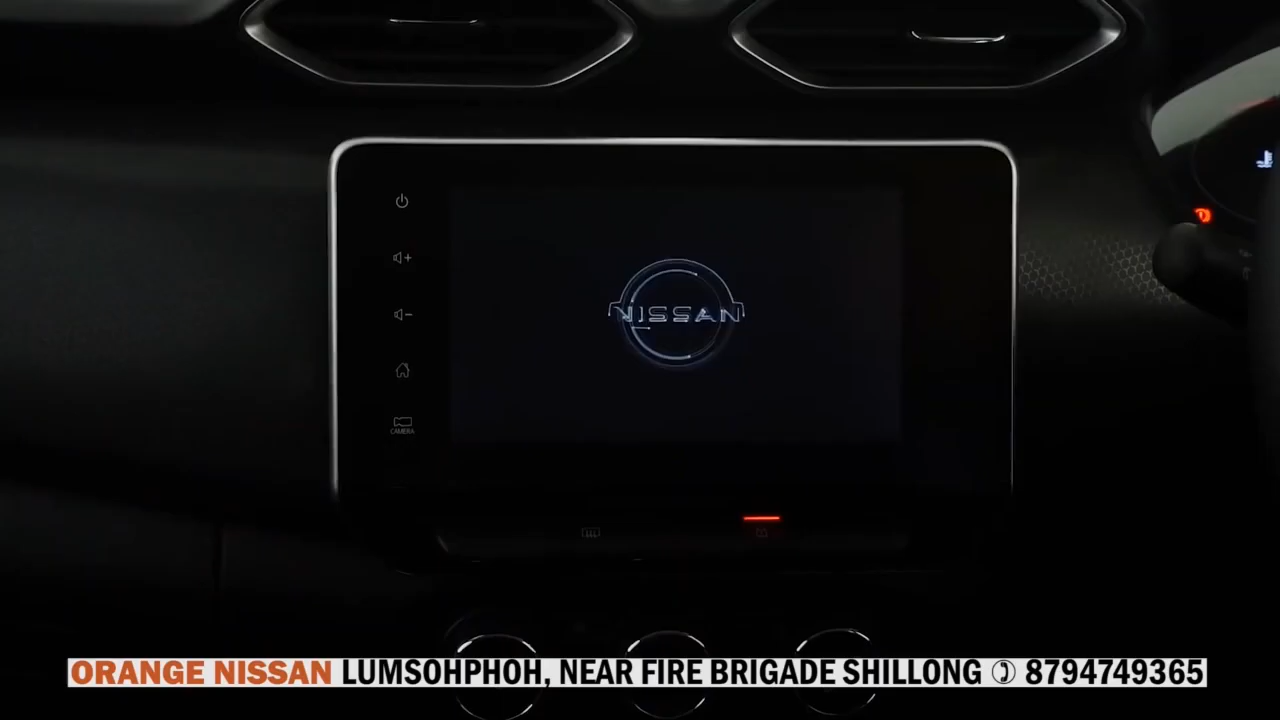 NISSAN
CAMERA
ORANGE NISSAN LUMSOHPHOH, NEAR FIRE BRIGADE SHILLONG ✆ 8794749365